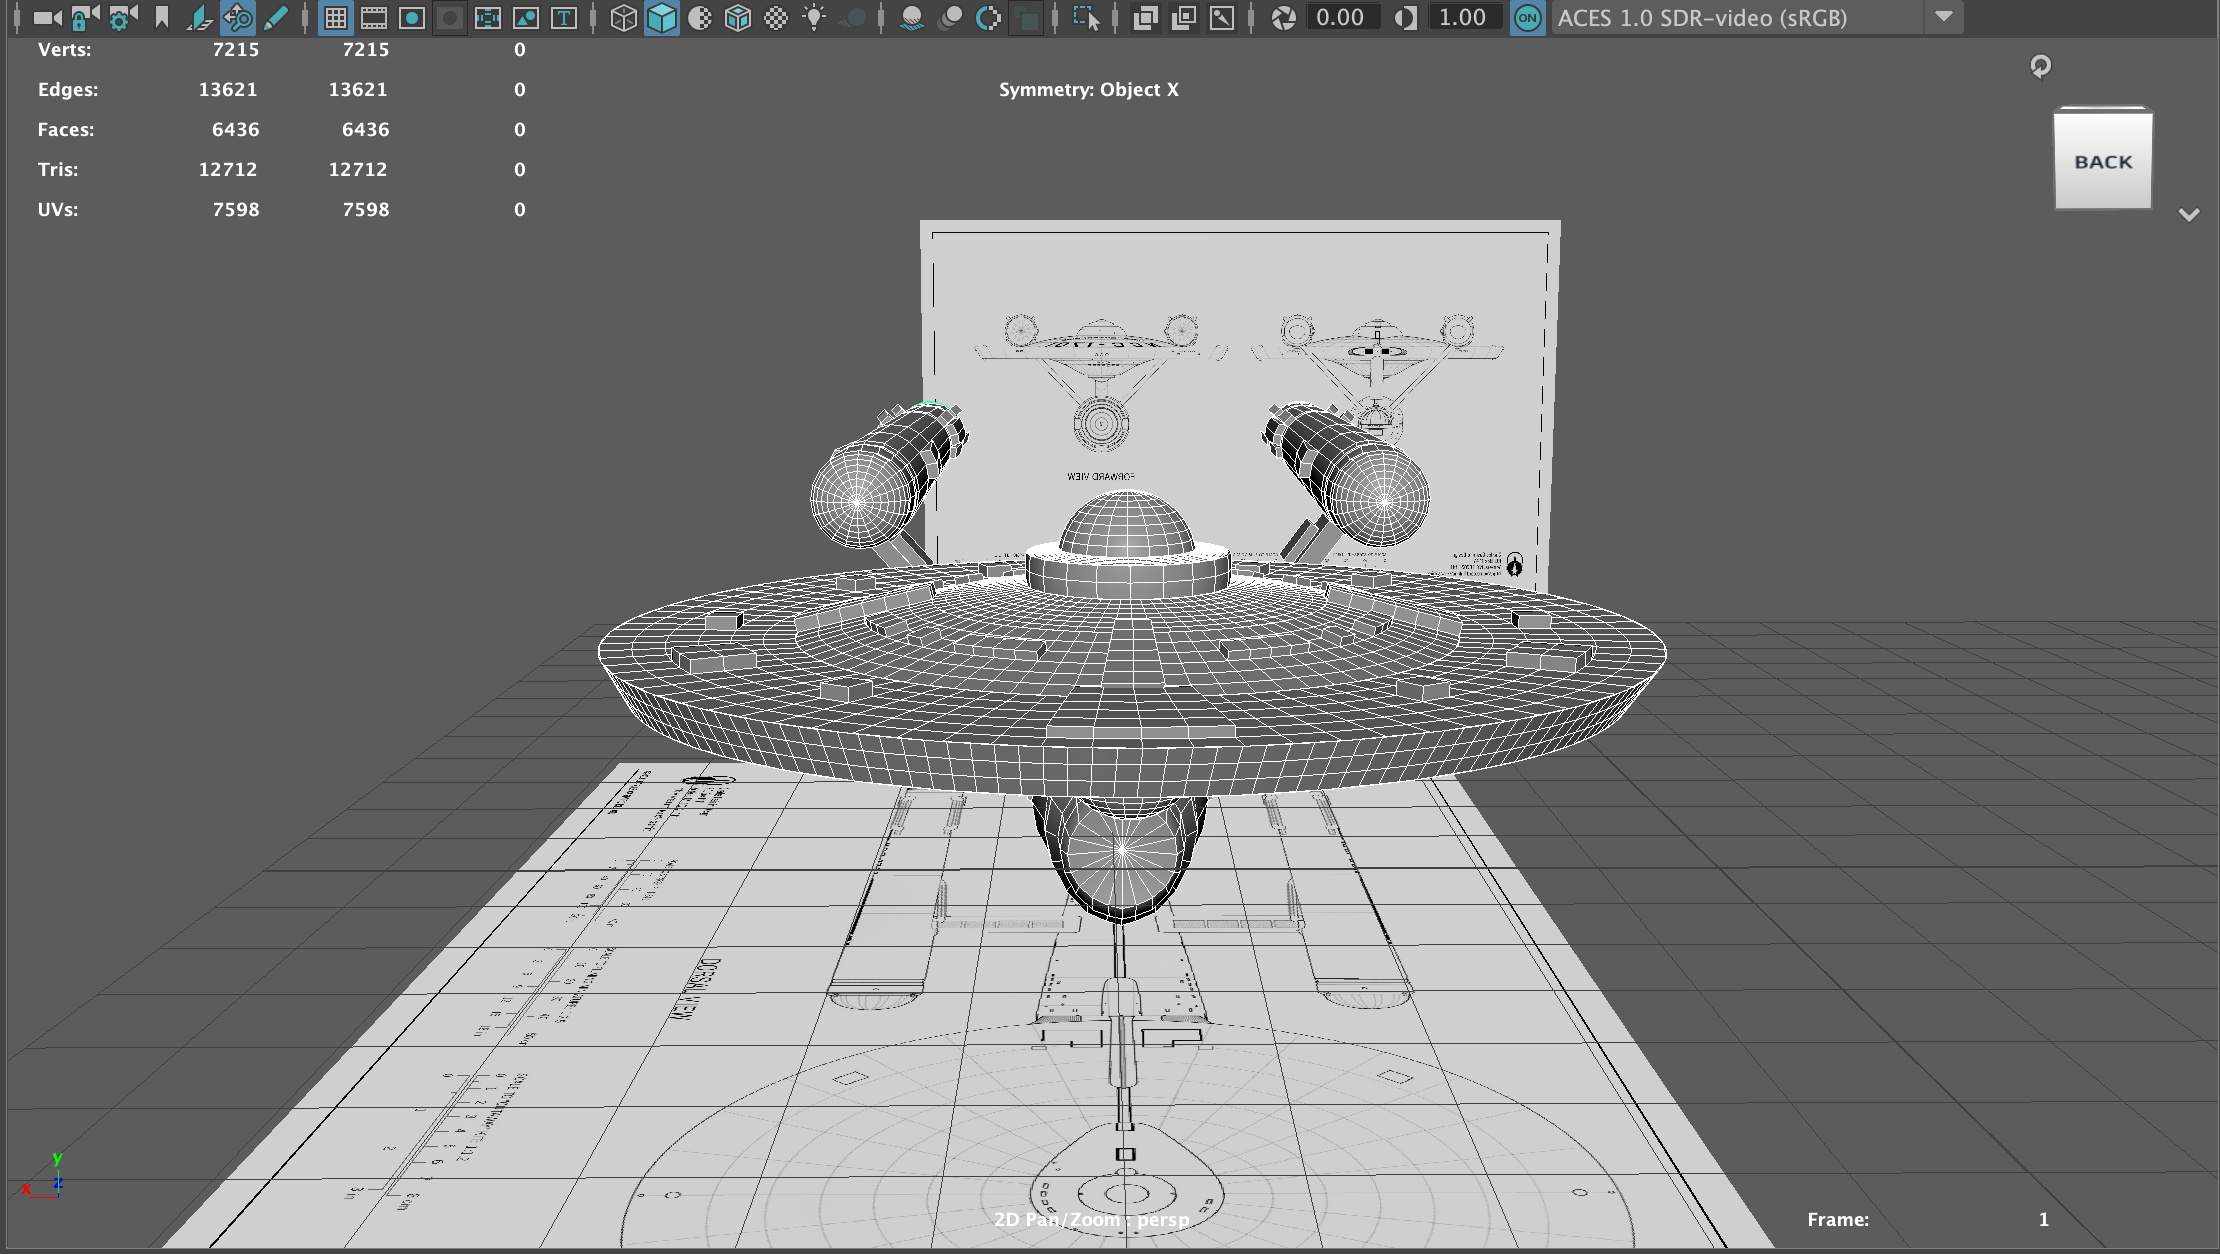 0.00 1.00 ON ACES 1.0 SDR-video (sRGB)
Verts: 7215 7215 0
Edges: 13621 13621 0
Faces: 6436 6436 0
Tris: 12712 12712 0
UVs: 7598 7598 0
Symmetry: Object X
BACK
FORWARD VIEW
DORSAL VIEW
y
x z
2D Pan/Zoom : persp
Frame: 1